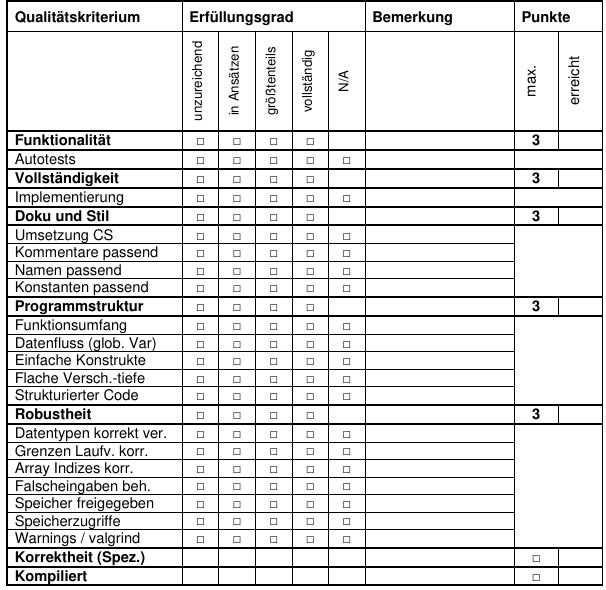 Qualitätskriterium Erfüllungsgrad Bemerkung Punkte
unzureichend in Ansätzen größtenteils vollständig N/A max. erreicht
Funktionalität □ □ □ □ 3
Autotests □ □ □ □ □
Vollständigkeit □ □ □ □ 3
Implementierung □ □ □ □ □
Doku und Stil □ □ □ □ 3
Umsetzung CS □ □ □ □ □
Kommentare passend □ □ □ □ □
Namen passend □ □ □ □ □
Konstanten passend □ □ □ □ □
Programmstruktur □ □ □ □ 3
Funktionsumfang □ □ □ □ □
Datenfluss (glob. Var) □ □ □ □ □
Einfache Konstrukte □ □ □ □ □
Flache Versch.-tiefe □ □ □ □ □
Strukturierter Code □ □ □ □ □
Robustheit □ □ □ □ 3
Datentypen korrekt ver. □ □ □ □ □
Grenzen Laufv. korr. □ □ □ □ □
Array Indizes korr. □ □ □ □ □
Falscheingaben beh. □ □ □ □ □
Speicher freigegeben □ □ □ □ □
Speicherzugriffe □ □ □ □ □
Warnings / valgrind □ □ □ □ □
Korrektheit (Spez.) □
Kompiliert □